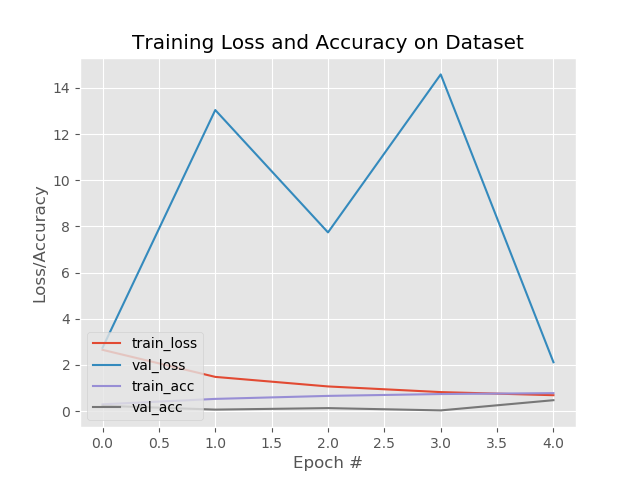 Training Loss and Accuracy on Dataset
14
12
10
8
6
4
2
0
Loss/Accuracy
train_loss
val_loss
train_acc
val_acc
0.0 0.5 1.0 1.5 2.0 2.5 3.0 3.5 4.0
Epoch #